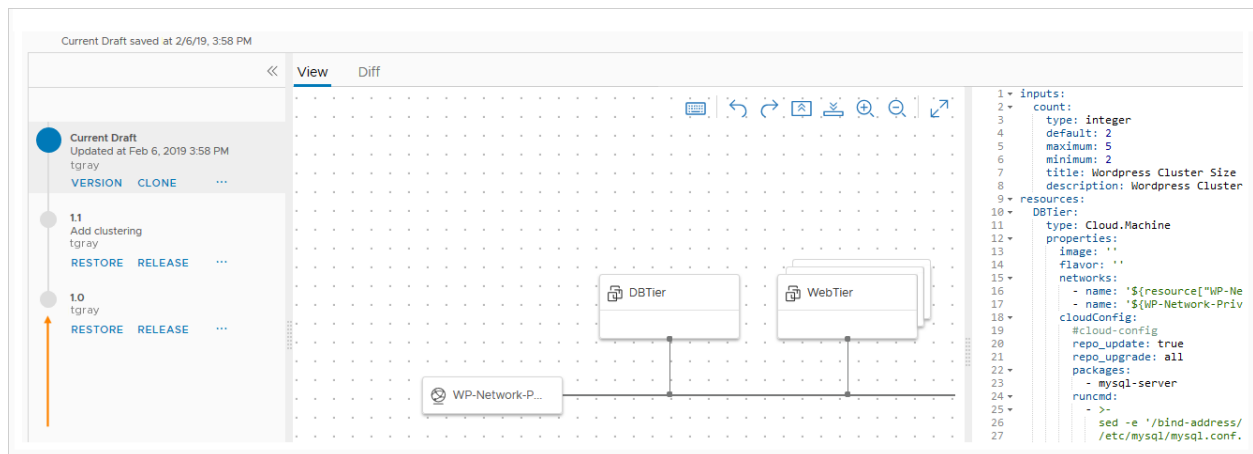 Current Draft saved at 2/6/19, 3:58 PM
View Diff
Current Draft
Updated at Feb 6, 2019 3:58 PM
tgray
VERSION CLONE ...
1.1
Add clustering
tgray
RESTORE RELEASE ...
1.0
tgray
RESTORE RELEASE ...
DBTier
WebTier
WP-Network-P...
1 inputs:
2 count:
3 type: integer
4 default: 2
5 maximum: 5
6 minimum: 2
7 title: Wordpress Cluster Size
8 description: Wordpress Cluster
9 resources:
10 DBTier:
11 type: Cloud.Machine
12 properties:
13 image: ''
14 flavor: ''
15 networks:
16 - name: '${resource["WP-Ne
17 - name: '${WP-Network-Priv
18 cloudConfig:
19 #cloud-config
20 repo_update: true
21 repo_upgrade: all
22 packages:
23 - mysql-server
24 runcmd:
25 - >-
26 sed -e '/bind-address/
27 /etc/mysql/mysql.conf.